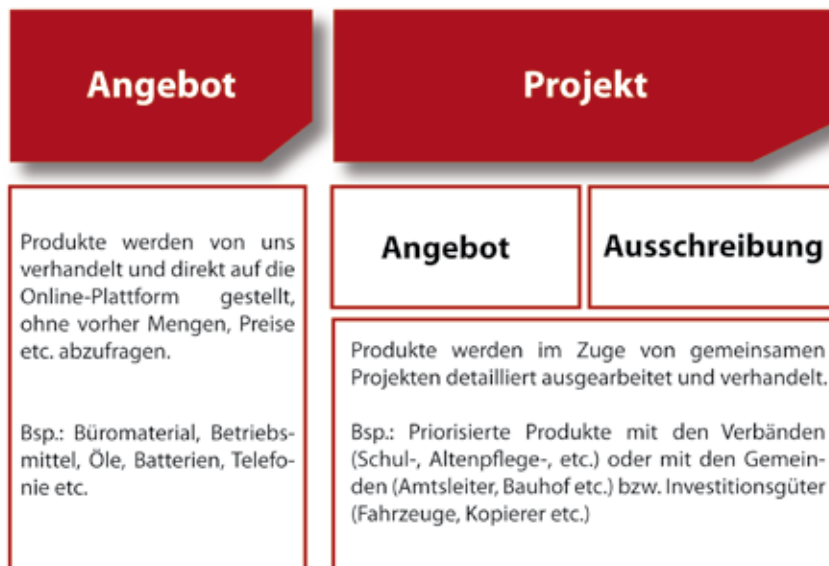 Angebot
Produkte werden von uns
verhandelt und direkt auf die
Online-Plattform gestellt,
ohne vorher Mengen, Preise
etc. abzufragen.
Bsp.: Büromaterial, Betriebs-
mittel, Öle, Batterien, Telefo-
nie etc.
Projekt
Angebot
Ausschreibung
Produkte werden im Zuge von gemeinsamen
Projekten detailliert ausgearbeitet und verhandelt.
Bsp.: Priorisierte Produkte mit den Verbänden
(Schul-, Altenpflege-, etc.) oder mit den Gemein-
den (Amtsleiter, Bauhof etc.) bzw. Investitionsgüter
(Fahrzeuge, Kopierer etc.)